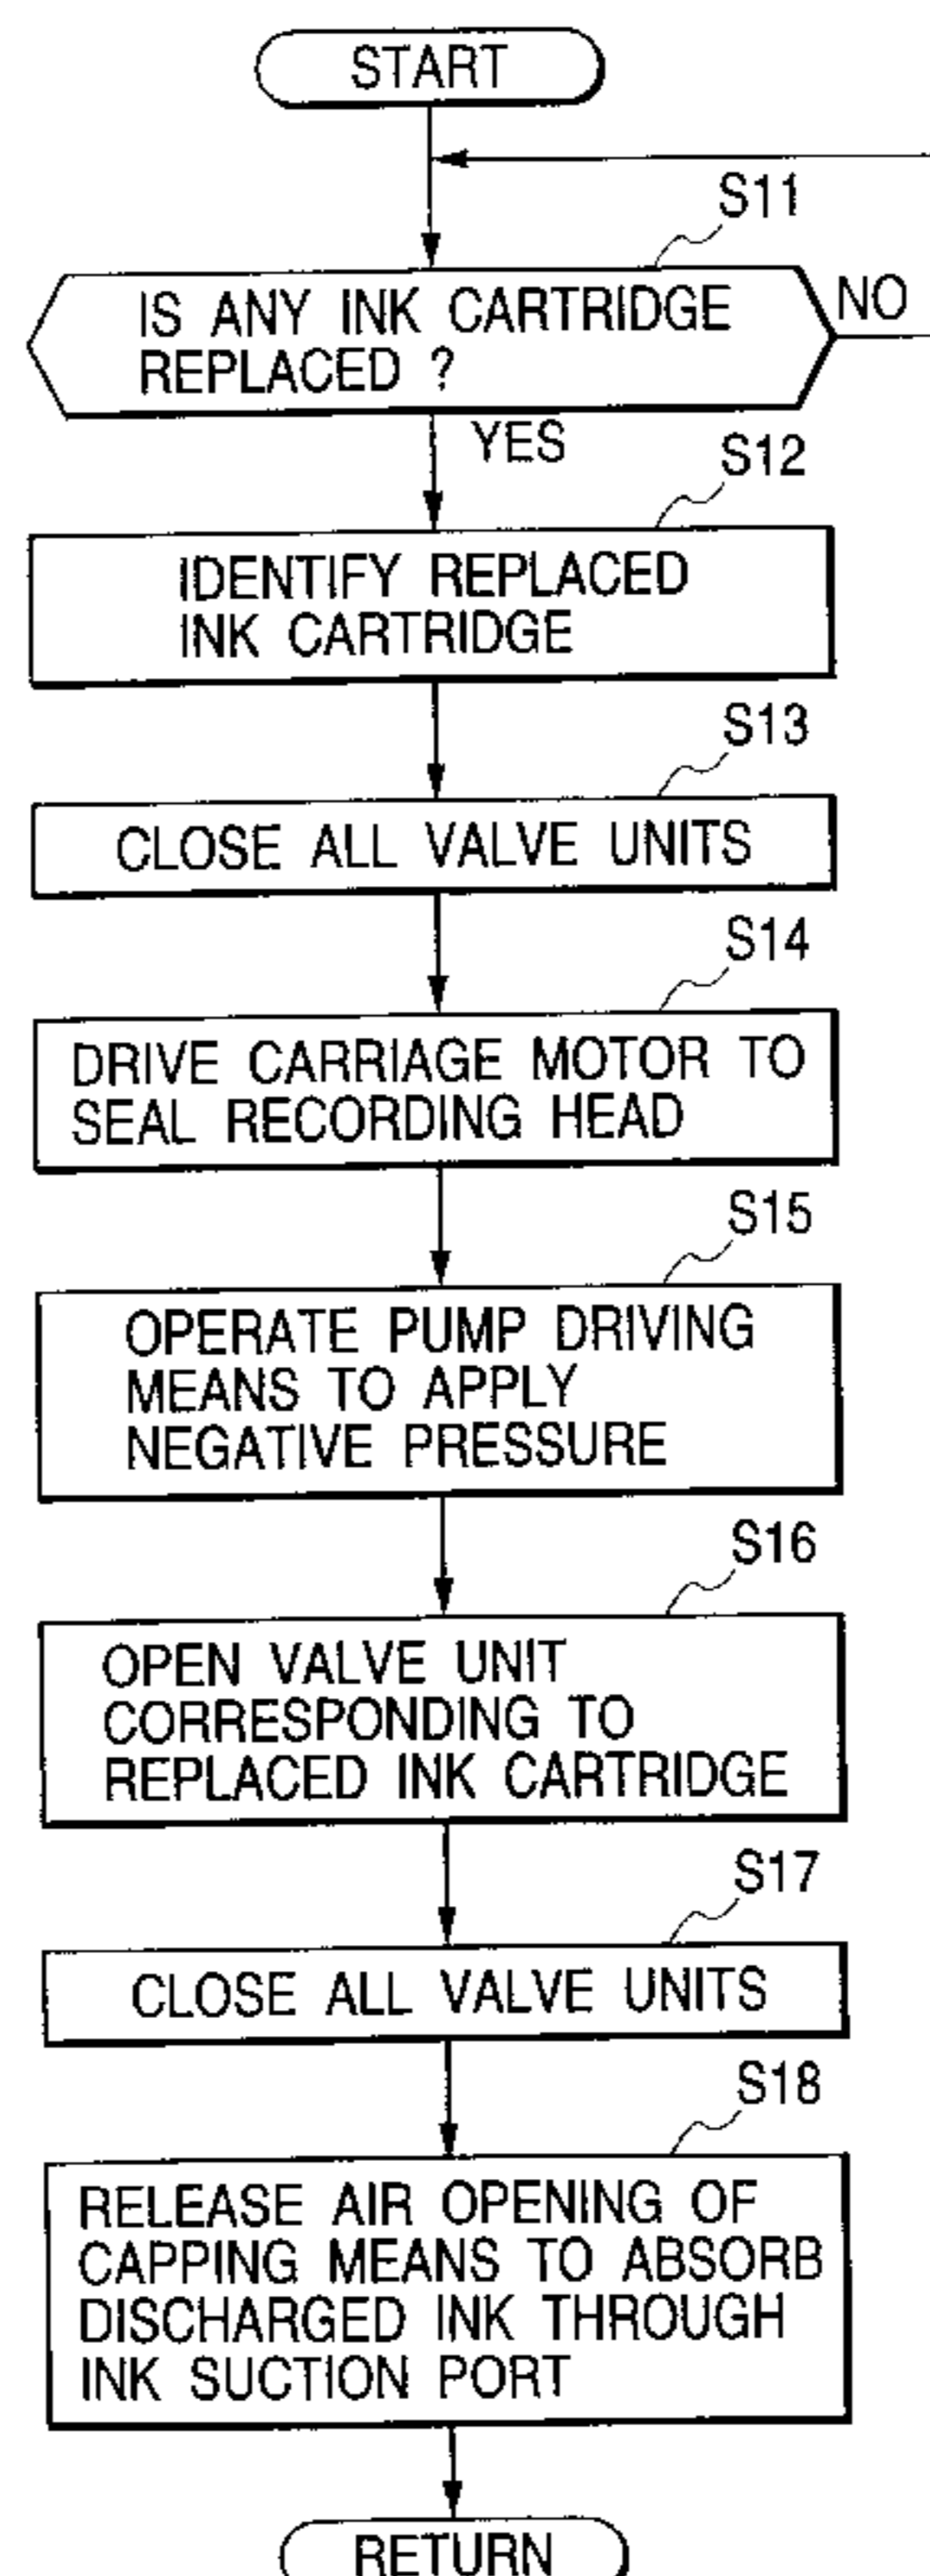 START
S11
IS ANY INK CARTRIDGE
REPLACED ?
NO
YES
S12
IDENTIFY REPLACED
INK CARTRIDGE
S13
CLOSE ALL VALVE UNITS
S14
DRIVE CARRIAGE MOTOR TO
SEAL RECORDING HEAD
S15
OPERATE PUMP DRIVING
MEANS TO APPLY
NEGATIVE PRESSURE
S16
OPEN VALVE UNIT
CORRESPONDING TO
REPLACED INK CARTRIDGE
S17
CLOSE ALL VALVE UNITS
S18
RELEASE AIR OPENING OF
CAPPING MEANS TO ABSORB
DISCHARGED INK THROUGH
INK SUCTION PORT
RETURN